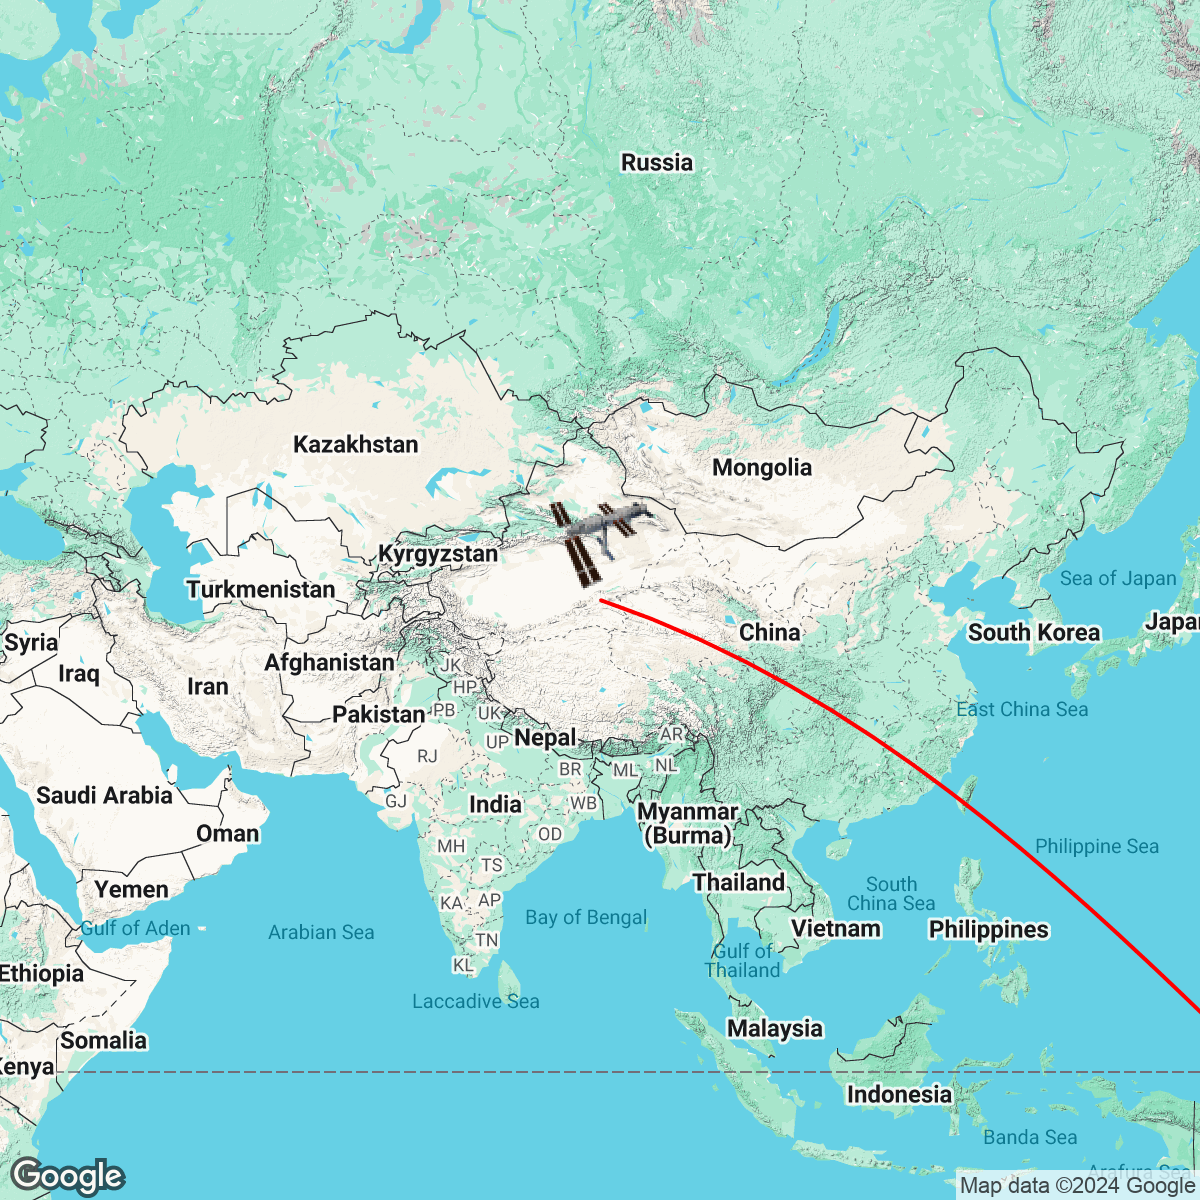 Russia
Kazakhstan
Mongolia
Kyrgyzstan
Turkmenistan
Sea of Japan
Syria
China
South Korea
Japan
Iraq
Afghanistan
JK
Iran
HP
Pakistan
PB
UK
East China Sea
Nepal
UP
AR
RJ
BR
ML
NL
Saudi Arabia
GJ
India
WB
Myanmar
(Burma)
Oman
OD
MH
Philippine Sea
TS
Yemen
Thailand
South
China Sea
KA
AP
Gulf of Aden
Arabian Sea
Bay of Bengal
Vietnam
Philippines
TN
Gulf of
Thailand
KL
Ethiopia
Laccadive Sea
Somalia
Malaysia
Kenya
Indonesia
Banda Sea
Arafura Sea
Google
Map data ©2024 Google